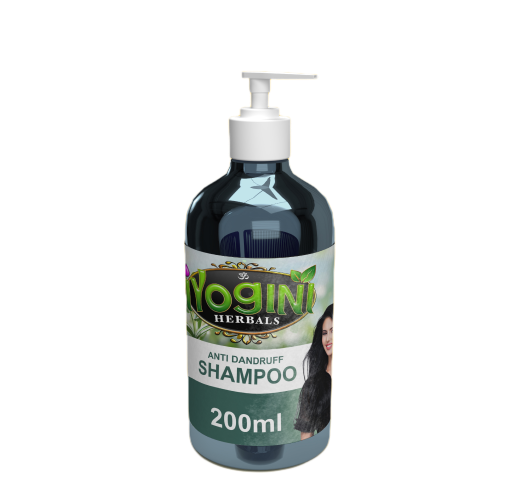 ॐ
YOGINI
HERBALS
ANTI DANDRUFF
SHAMPOO
200ml